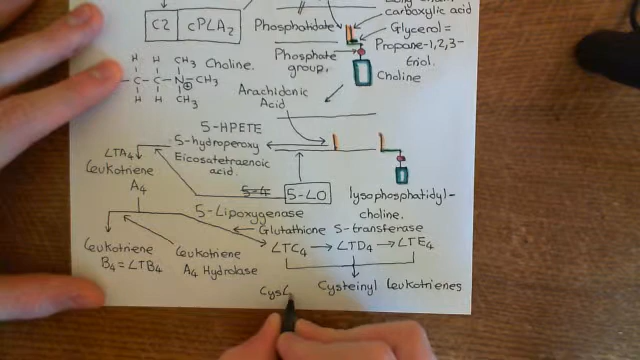 carboxylic acid
C2 cPLA2
Phosphatidate
Glycerol =
Propane-1,2,3-
triol.
Phosphate
group.
Choline
H H CH3 Choline.
- C - C - N - CH3
H H CH3
Arachidonic
Acid
5-HPETE
5-hydroperoxy
Eicosatetraenoic
acid.
LTA4
Leukotriene
A4
5-LO
5-Lipoxygenase
lysophosphatidyl-
choline.
Glutathione S-transferase
LTC4 → LTD4 → LTE4
Leukotriene
B4 = LTB4
Leukotriene
A4 Hydrolase
Cysteinyl Leukotrienes
CysL